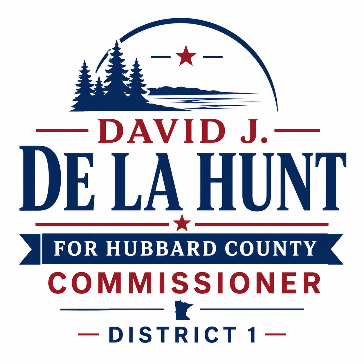 DAVID J.
DE LA HUNT
FOR HUBBARD COUNTY
COMMISSIONER
DISTRICT 1